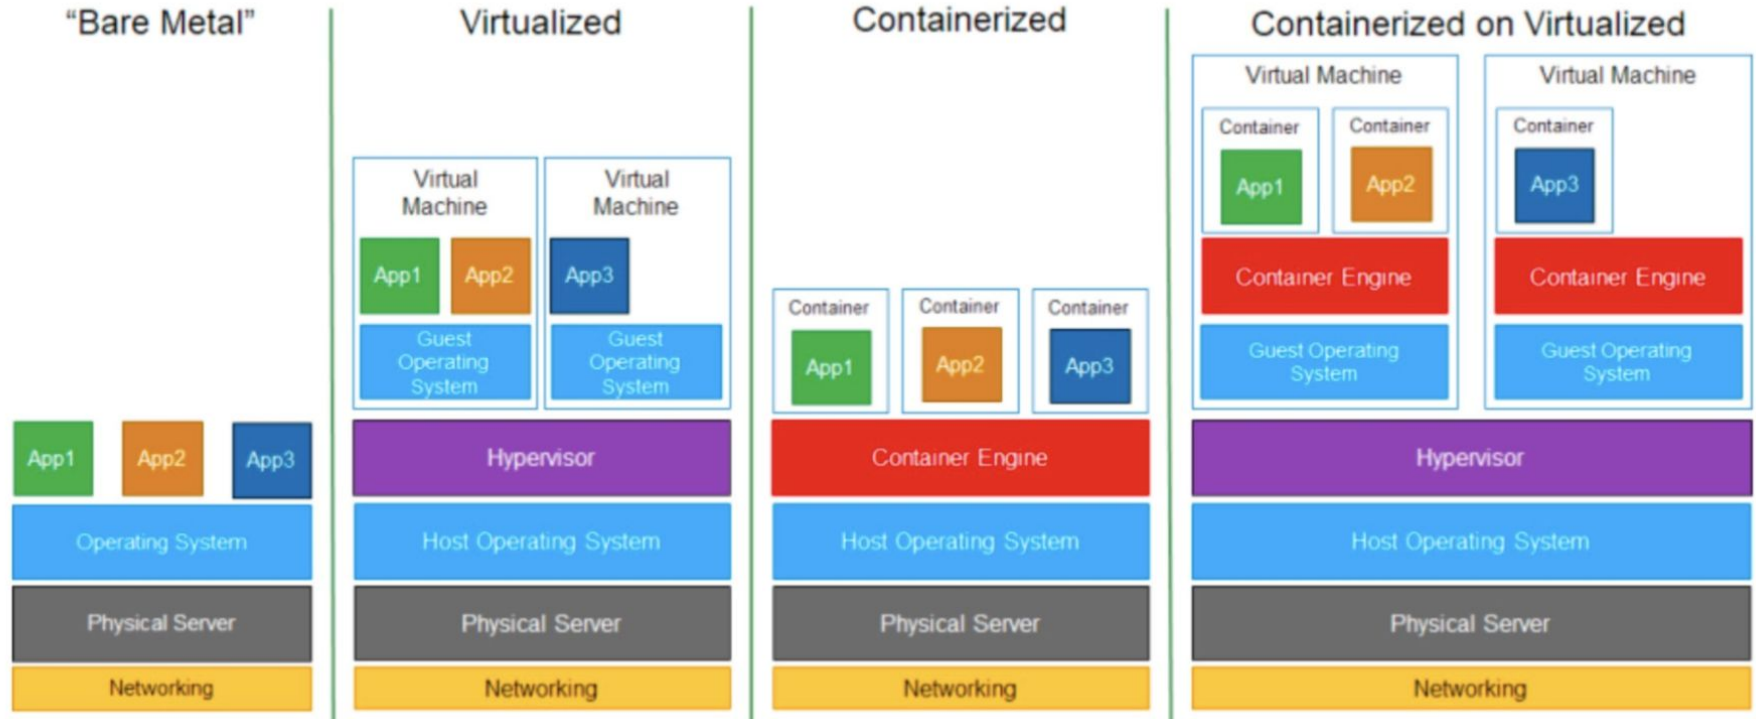 "Bare Metal"
App1
App2
App3
Operating System
Physical Server
Networking
Virtualized
Virtual
Machine
App1
App2
Guest
Operating
System
Virtual
Machine
App3
Guest
Operating
System
Hypervisor
Host Operating System
Physical Server
Networking
Containerized
Container
App1
Container
App2
Container
App3
Container Engine
Host Operating System
Physical Server
Networking
Containerized on Virtualized
Virtual Machine
Container
App1
Container
App2
Container Engine
Guest Operating
System
Virtual Machine
Container
App3
Container Engine
Guest Operating
System
Hypervisor
Host Operating System
Physical Server
Networking